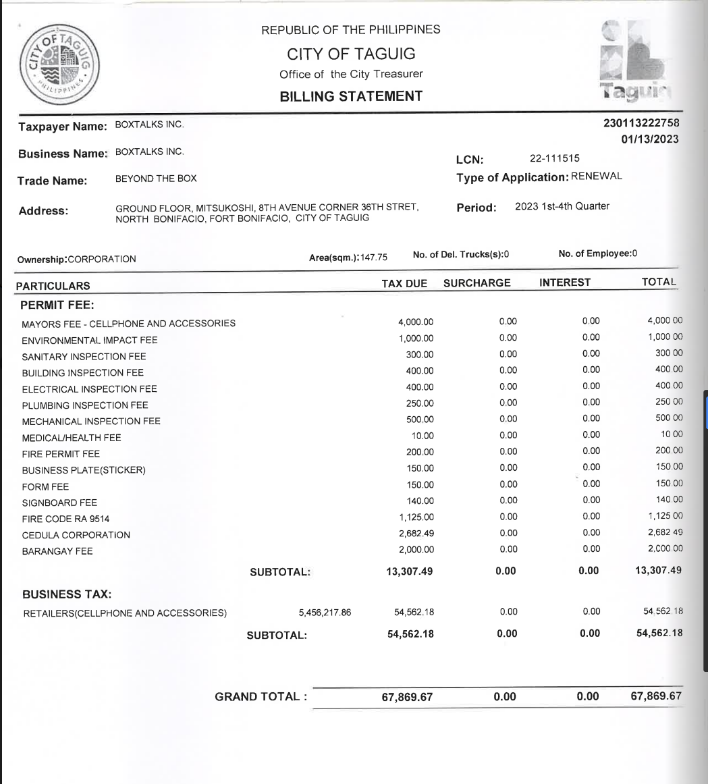 CITY OF TAGUIG
PHILIPPINES
REPUBLIC OF THE PHILIPPINES
CITY OF TAGUIG
Office of the City Treasurer
BILLING STATEMENT
Taguig
Taxpayer Name: BOXTALKS INC. 230113222758
01/13/2023
Business Name: BOXTALKS INC.
LCN: 22-111515
Trade Name: BEYOND THE BOX Type of Application: RENEWAL
Address: GROUND FLOOR, MITSUKOSHI, 8TH AVENUE CORNER 36TH STRET, Period: 2023 1st-4th Quarter
NORTH BONIFACIO, FORT BONIFACIO, CITY OF TAGUIG
Ownership:CORPORATION Area(sqm.):147.75 No. of Del. Trucks(s):0 No. of Employee:0
PARTICULARS TAX DUE SURCHARGE INTEREST TOTAL
PERMIT FEE:
MAYORS FEE - CELLPHONE AND ACCESSORIES 4,000.00 0.00 0.00 4,000.00
ENVIRONMENTAL IMPACT FEE 1,000.00 0.00 0.00 1,000.00
SANITARY INSPECTION FEE 300.00 0.00 0.00 300.00
BUILDING INSPECTION FEE 400.00 0.00 0.00 400.00
ELECTRICAL INSPECTION FEE 400.00 0.00 0.00 400.00
PLUMBING INSPECTION FEE 250.00 0.00 0.00 250.00
MECHANICAL INSPECTION FEE 500.00 0.00 0.00 500.00
MEDICAL/HEALTH FEE 10.00 0.00 0.00 10.00
FIRE PERMIT FEE 200.00 0.00 0.00 200.00
BUSINESS PLATE(STICKER) 150.00 0.00 0.00 150.00
FORM FEE 150.00 0.00 0.00 150.00
SIGNBOARD FEE 140.00 0.00 0.00 140.00
FIRE CODE RA 9514 1,125.00 0.00 0.00 1,125.00
CEDULA CORPORATION 2,682.49 0.00 0.00 2,682.49
BARANGAY FEE 2,000.00 0.00 0.00 2,000.00
SUBTOTAL: 13,307.49 0.00 0.00 13,307.49
BUSINESS TAX:
RETAILERS(CELLPHONE AND ACCESSORIES) 5,456,217.86 54,562.18 0.00 0.00 54,562.18
SUBTOTAL: 54,562.18 0.00 0.00 54,562.18
GRAND TOTAL : 67,869.67 0.00 0.00 67,869.67